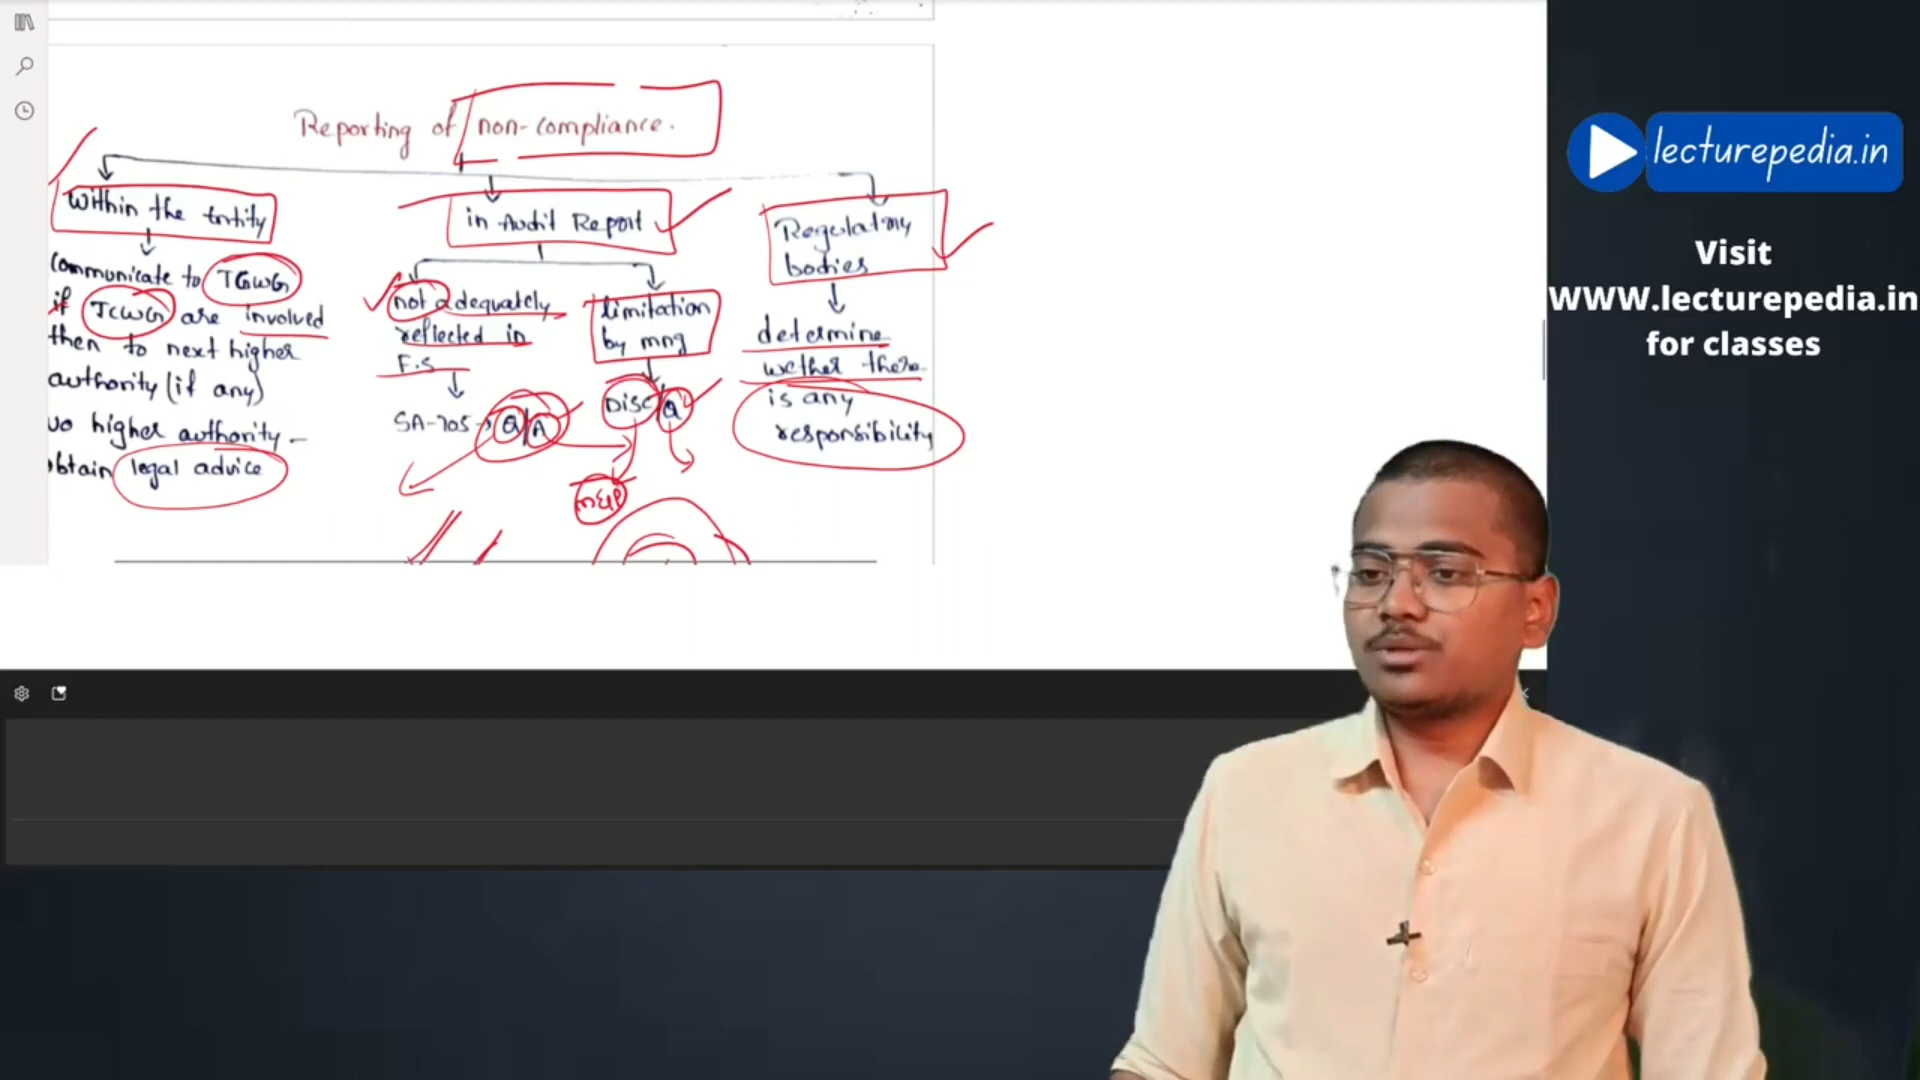 Reporting of non-compliance.
Within the Entity
communicate to TCWG
if TCWG are involved
then to next higher
authority (if any)
No higher authority -
obtain legal advice
in Audit Report
not adequately
reflected in
F.S
SA-705 → Q/A
limitation
by mng
DISC/Q
m&P
Regulatory
bodies
determine
wether there
is any
responsibility
lecturepedia.in
Visit
WWW.lecturepedia.in
for classes